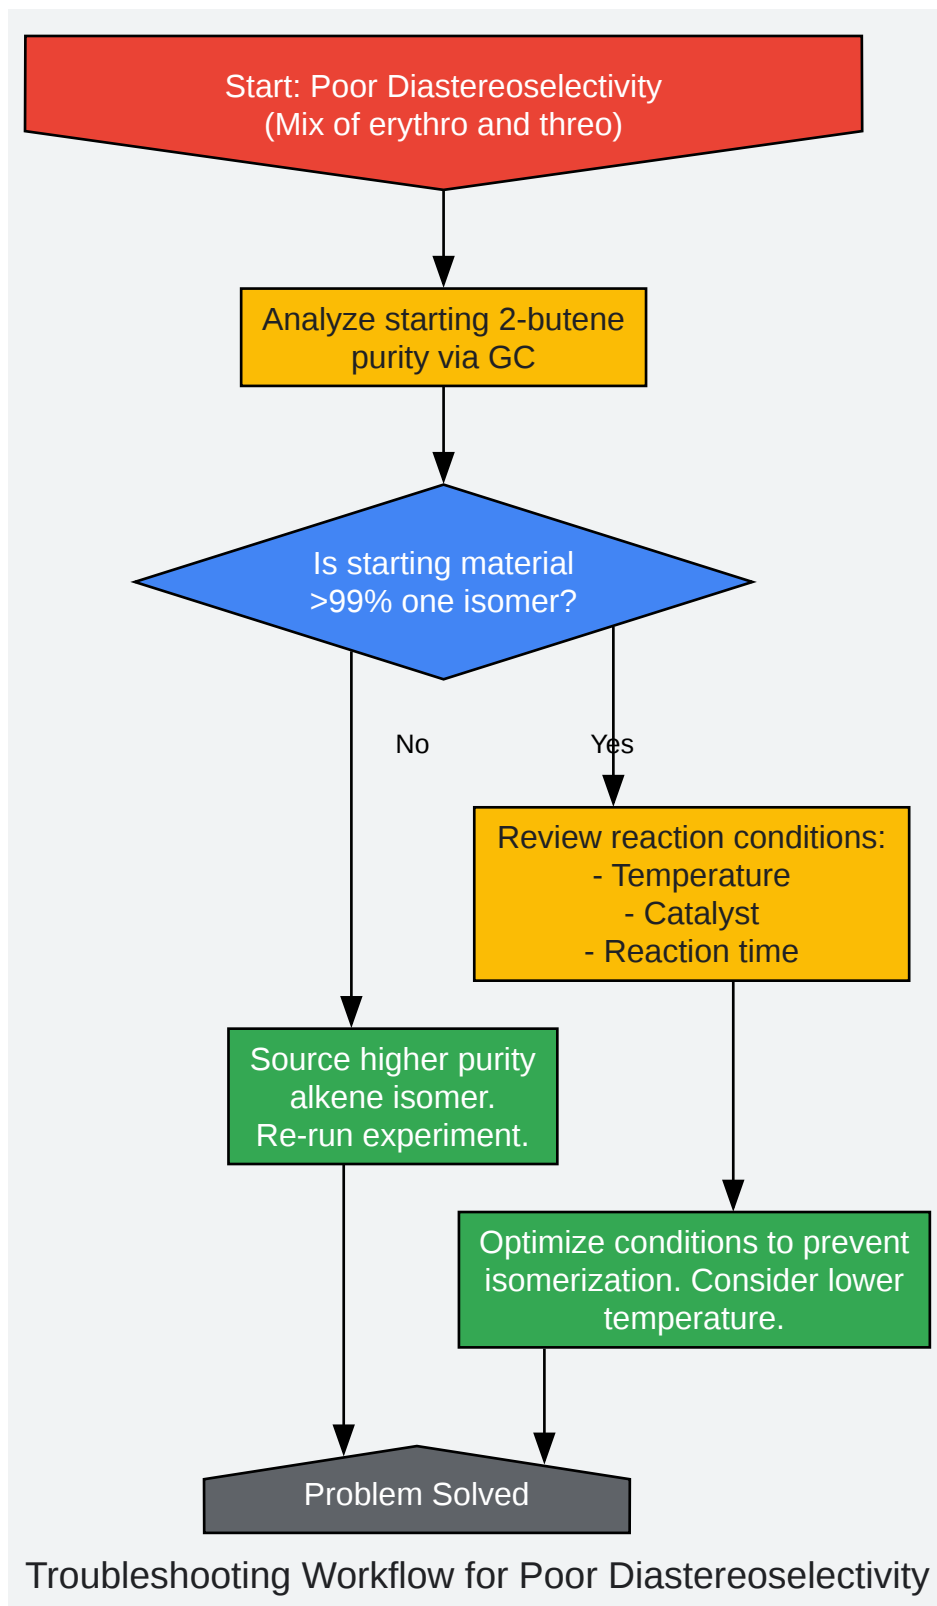 Start: Poor Diastereoselectivity
(Mix of erythro and threo)
Analyze starting 2-butene
purity via GC
Is starting material
>99% one isomer?
No
Yes
Review reaction conditions:
- Temperature
- Catalyst
- Reaction time
Source higher purity
alkene isomer.
Re-run experiment.
Optimize conditions to prevent
isomerization. Consider lower
temperature.
Problem Solved
Troubleshooting Workflow for Poor Diastereoselectivity